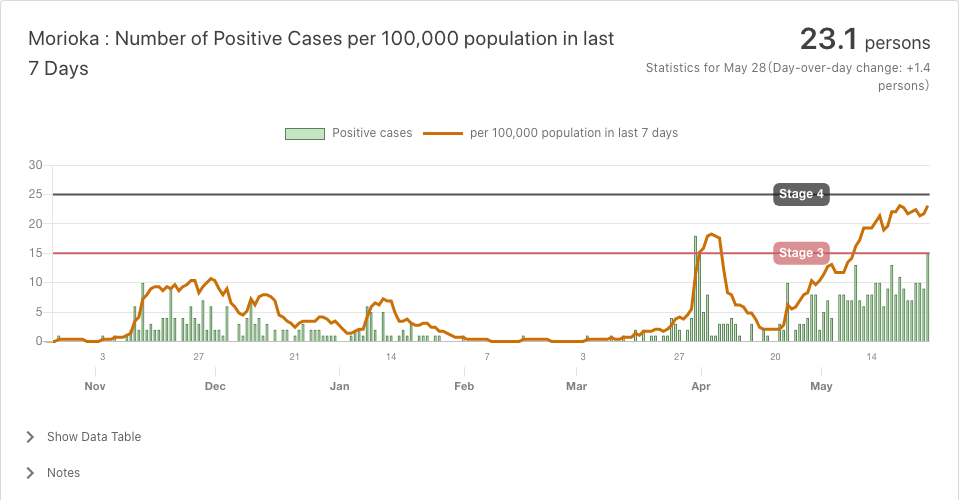 Morioka : Number of Positive Cases per 100,000 population in last
7 Days
23.1 persons
Statistics for May 28(Day-over-day change: +1.4
persons)
Positive cases
per 100,000 population in last 7 days
30
25
20
15
10
5
0
Stage 4
Stage 3
3 27 21 14 7 3 27 20 14
Nov Dec Jan Feb Mar Apr May
Show Data Table
Notes